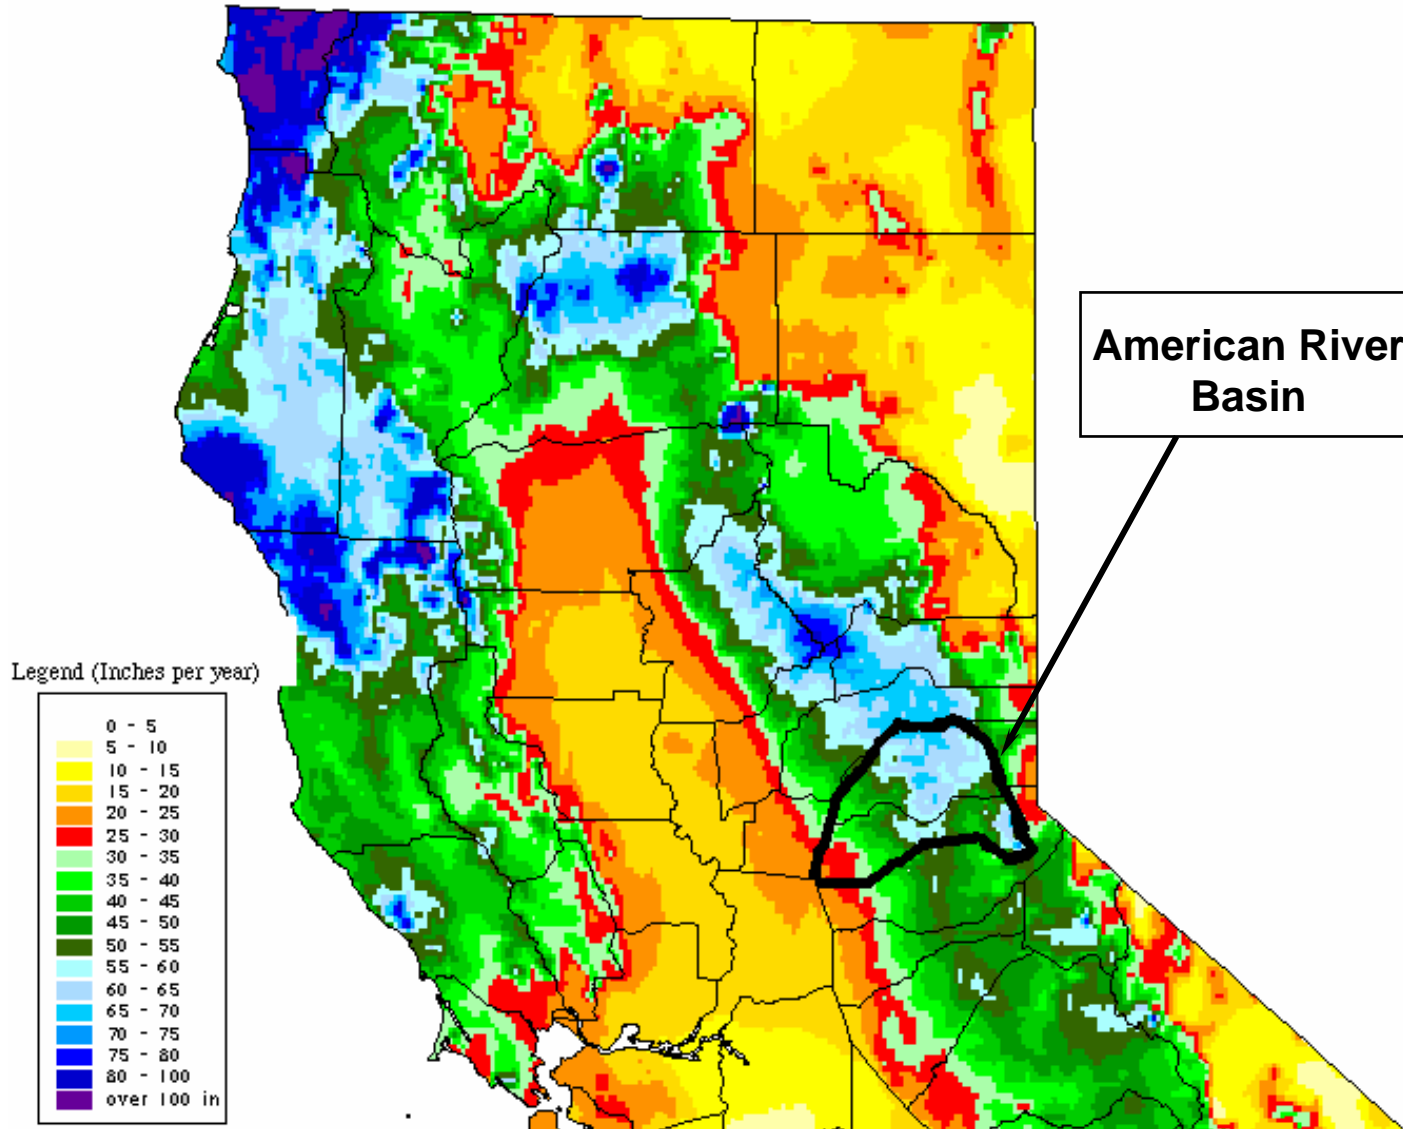 American River
Basin
Legend (Inches per year)
0 - 5
5 - 10
10 - 15
15 - 20
20 - 25
25 - 30
30 - 35
35 - 40
40 - 45
45 - 50
50 - 55
55 - 60
60 - 65
65 - 70
70 - 75
75 - 80
80 - 100
over 100 in